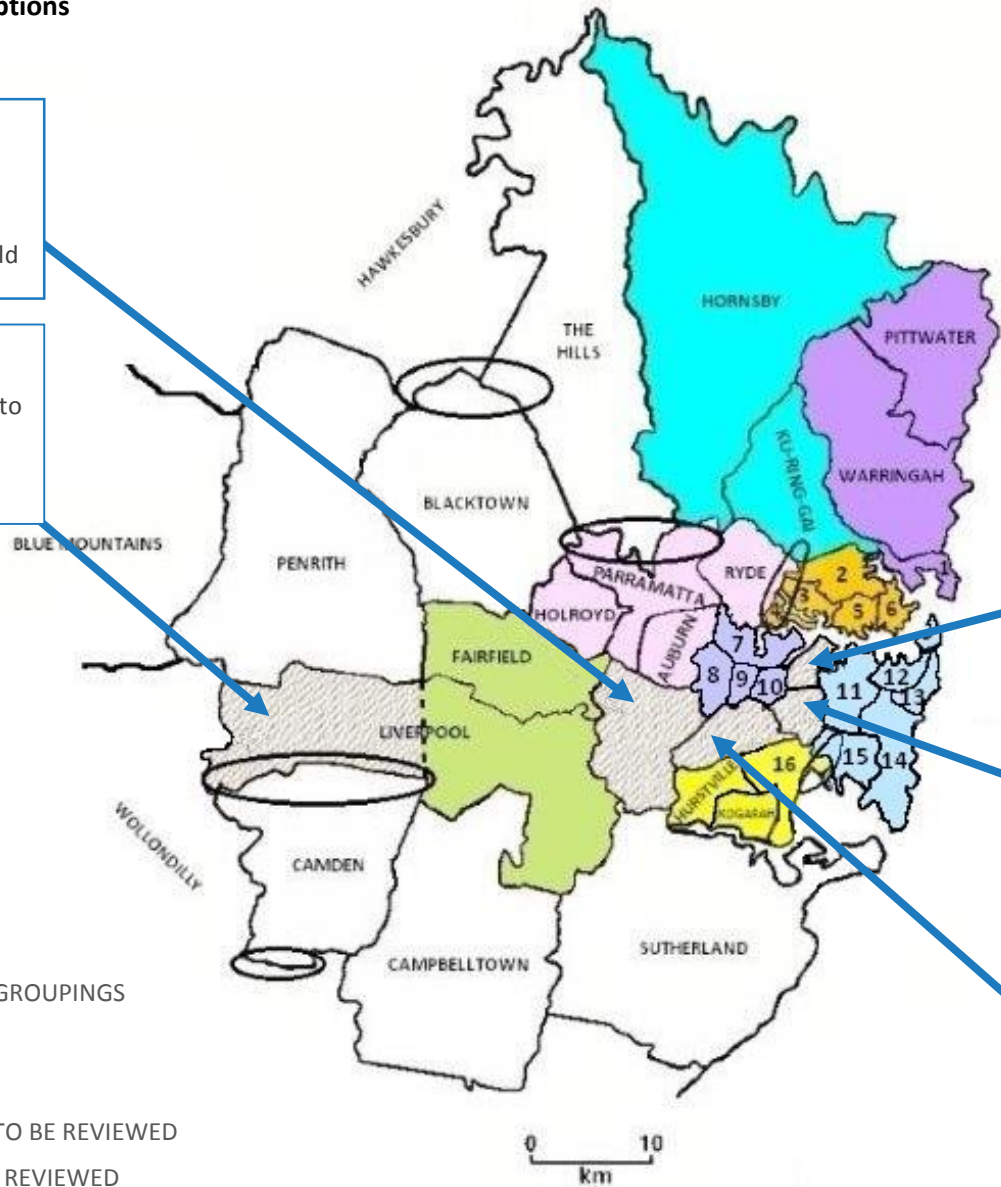 ptions
ld
to
HAWKESBURY
THE
HILLS
HORNSBY
PITTWATER
KU-RING-GAI
WARRINGAH
BLACKTOWN
BLUE MOUNTAINS
PENRITH
PARRAMATTA
RYDE
HOLROYD
AUBURN
FAIRFIELD
LIVERPOOL
1
2
3
4
5
6
7
8
9
10
11
12
13
14
15
16
HURSTVILLE
KOGARAH
WOLLONDILLY
CAMDEN
CAMPBELLTOWN
SUTHERLAND
GROUPINGS
TO BE REVIEWED
REVIEWED
0 10
km